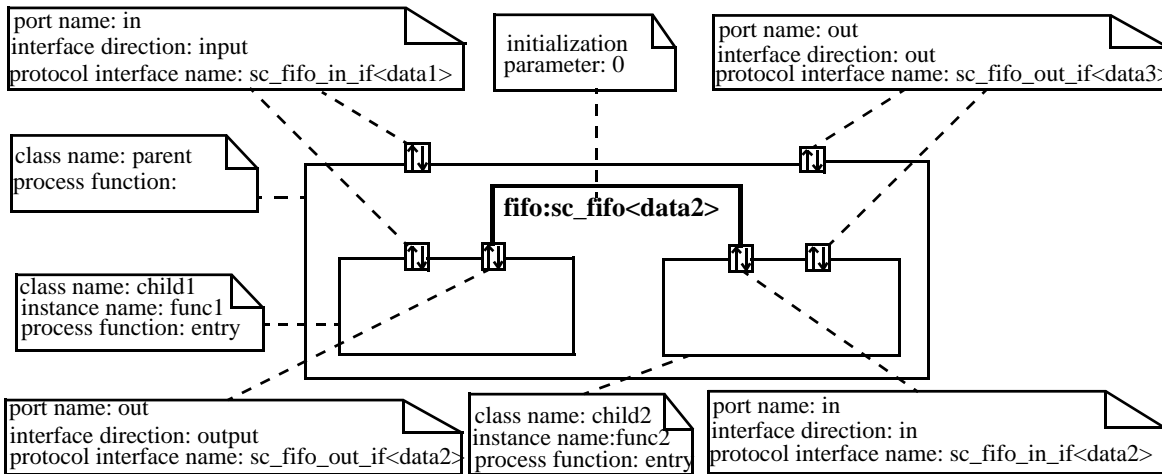 port name: in
interface direction: input
protocol interface name: sc_fifo_in_if<data1>
initialization
parameter: 0
port name: out
interface direction: out
protocol interface name: sc_fifo_out_if<data3>
class name: parent
process function:
fifo:sc_fifo<data2>
class name: child1
instance name: func1
process function: entry
port name: out
interface direction: output
protocol interface name: sc_fifo_out_if<data2>
class name: child2
instance name:func2
process function: entry
port name: in
interface direction: in
protocol interface name: sc_fifo_in_if<data2>